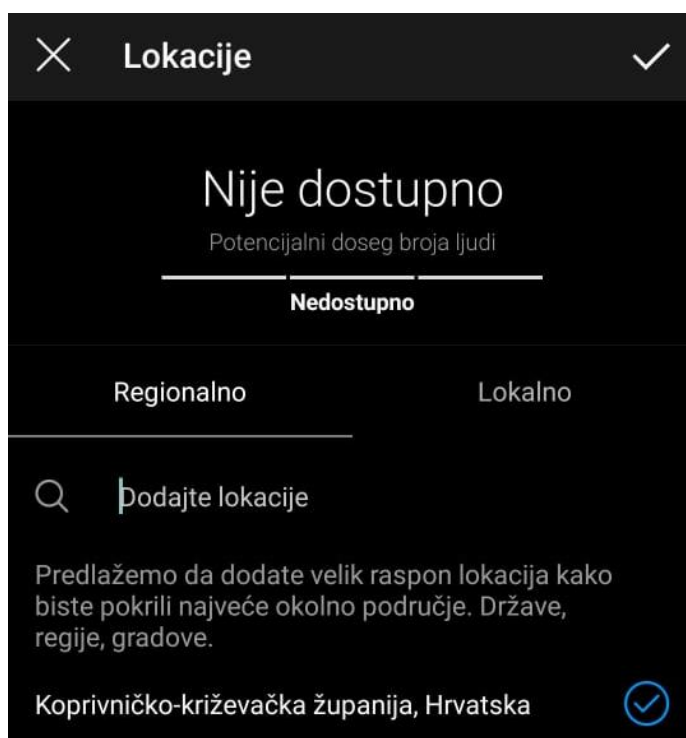 Lokacije
Nije dostupno
Potencijalni doseg broja ljudi
Nedostupno
Regionalno
Lokalno
Dodajte lokacije
Predlažemo da dodate velik raspon lokacija kako
biste pokrili najveće okolno područje. Države,
regije, gradove.
Koprivničko-križevačka županija, Hrvatska